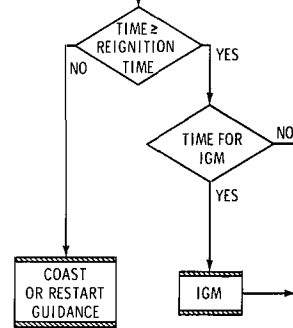 TIME ≥
REIGNITION
TIME
NO
YES
TIME FOR
IGM
NO
YES
COAST
OR RESTART
GUIDANCE
IGM